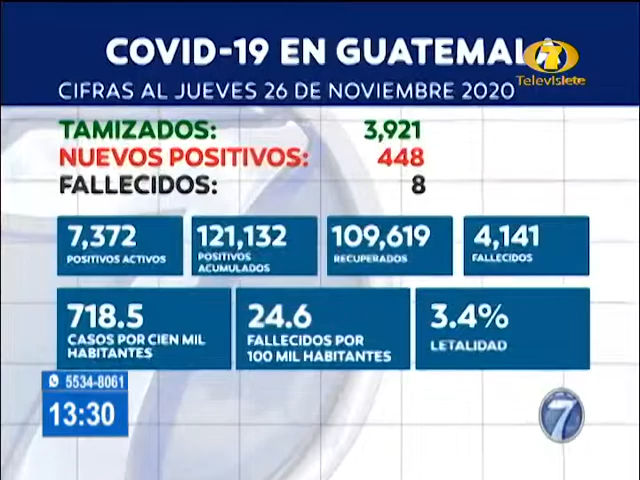 COVID-19 EN GUATEMALA
7
Televisiete
CIFRAS AL JUEVES 26 DE NOVIEMBRE 2020
TAMIZADOS: 3,921
NUEVOS POSITIVOS: 448
FALLECIDOS: 8
7,372
POSITIVOS ACTIVOS
121,132
POSITIVOS
ACUMULADOS
109,619
RECUPERADOS
4,141
FALLECIDOS
718.5
CASOS POR CIEN MIL
HABITANTES
24.6
FALLECIDOS POR
100 MIL HABITANTES
3.4%
LETALIDAD
5534-8061
13:30
7